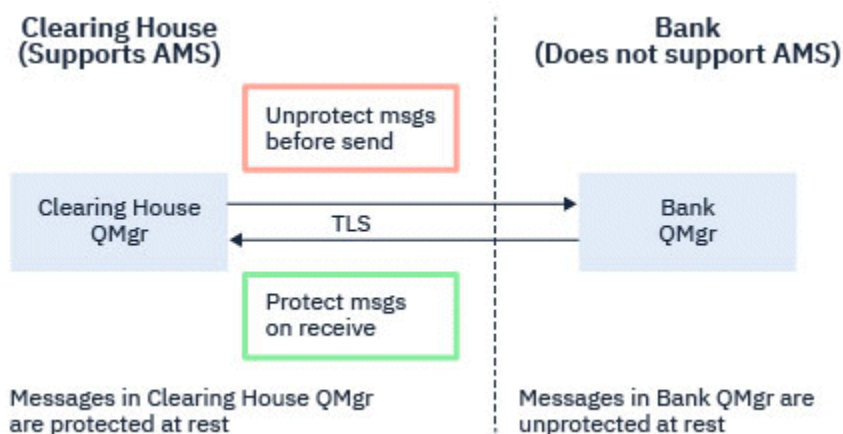 Clearing House
(Supports AMS)
Bank
(Does not support AMS)
Unprotect msgs
before send
Clearing House
QMgr
TLS
Bank
QMgr
Protect msgs
on receive
Messages in Clearing House QMgr
are protected at rest
Messages in Bank QMgr are
unprotected at rest